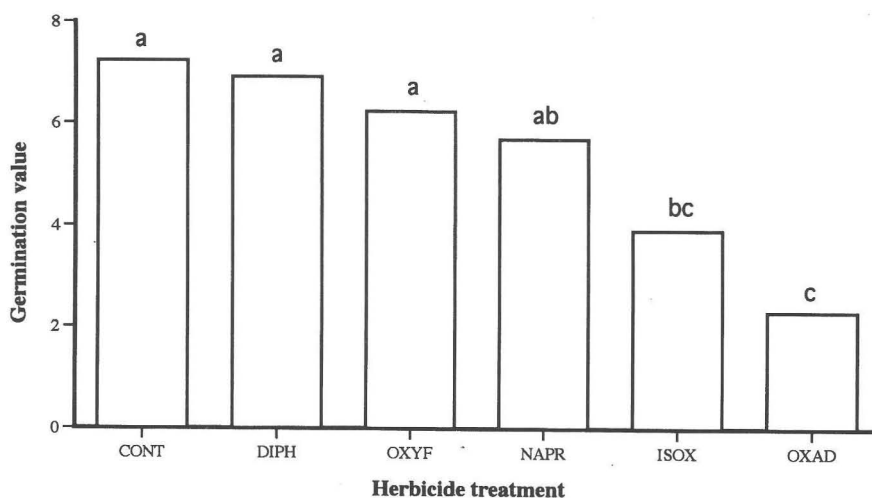 8
6
4
2
0
Germination value
a
a
a
ab
bc
c
CONT
DIPH
OXYF
NAPR
ISOX
OXAD
Herbicide treatment